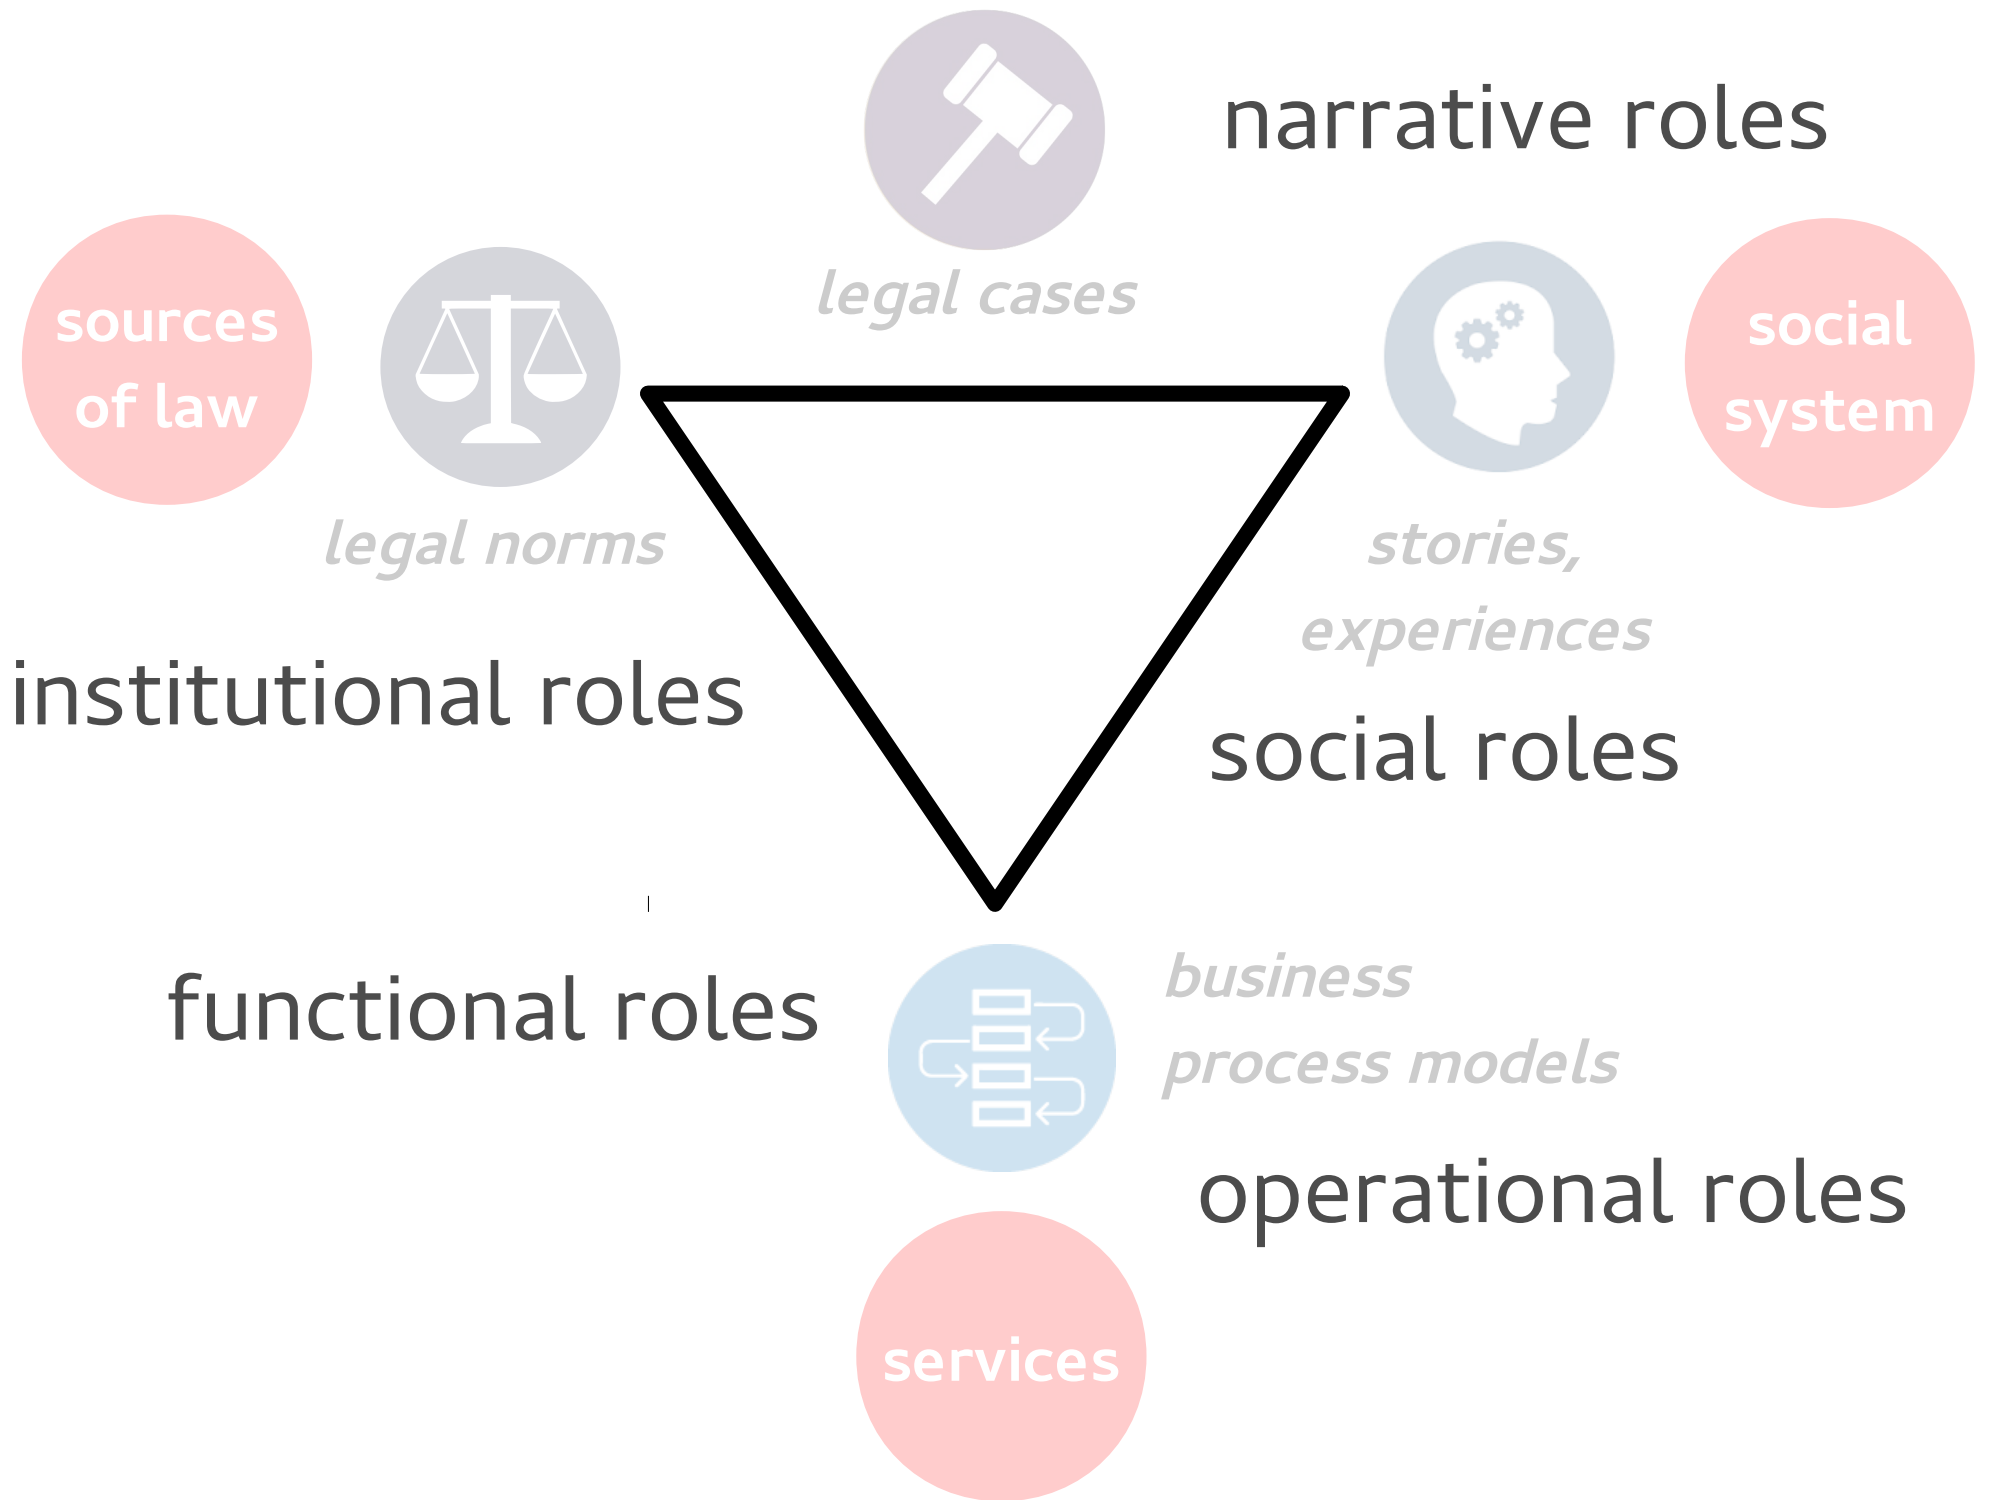 narrative roles
legal cases
sources
of law
social
system
legal norms
stories,
experiences
institutional roles
social roles
functional roles
business
process models
operational roles
services